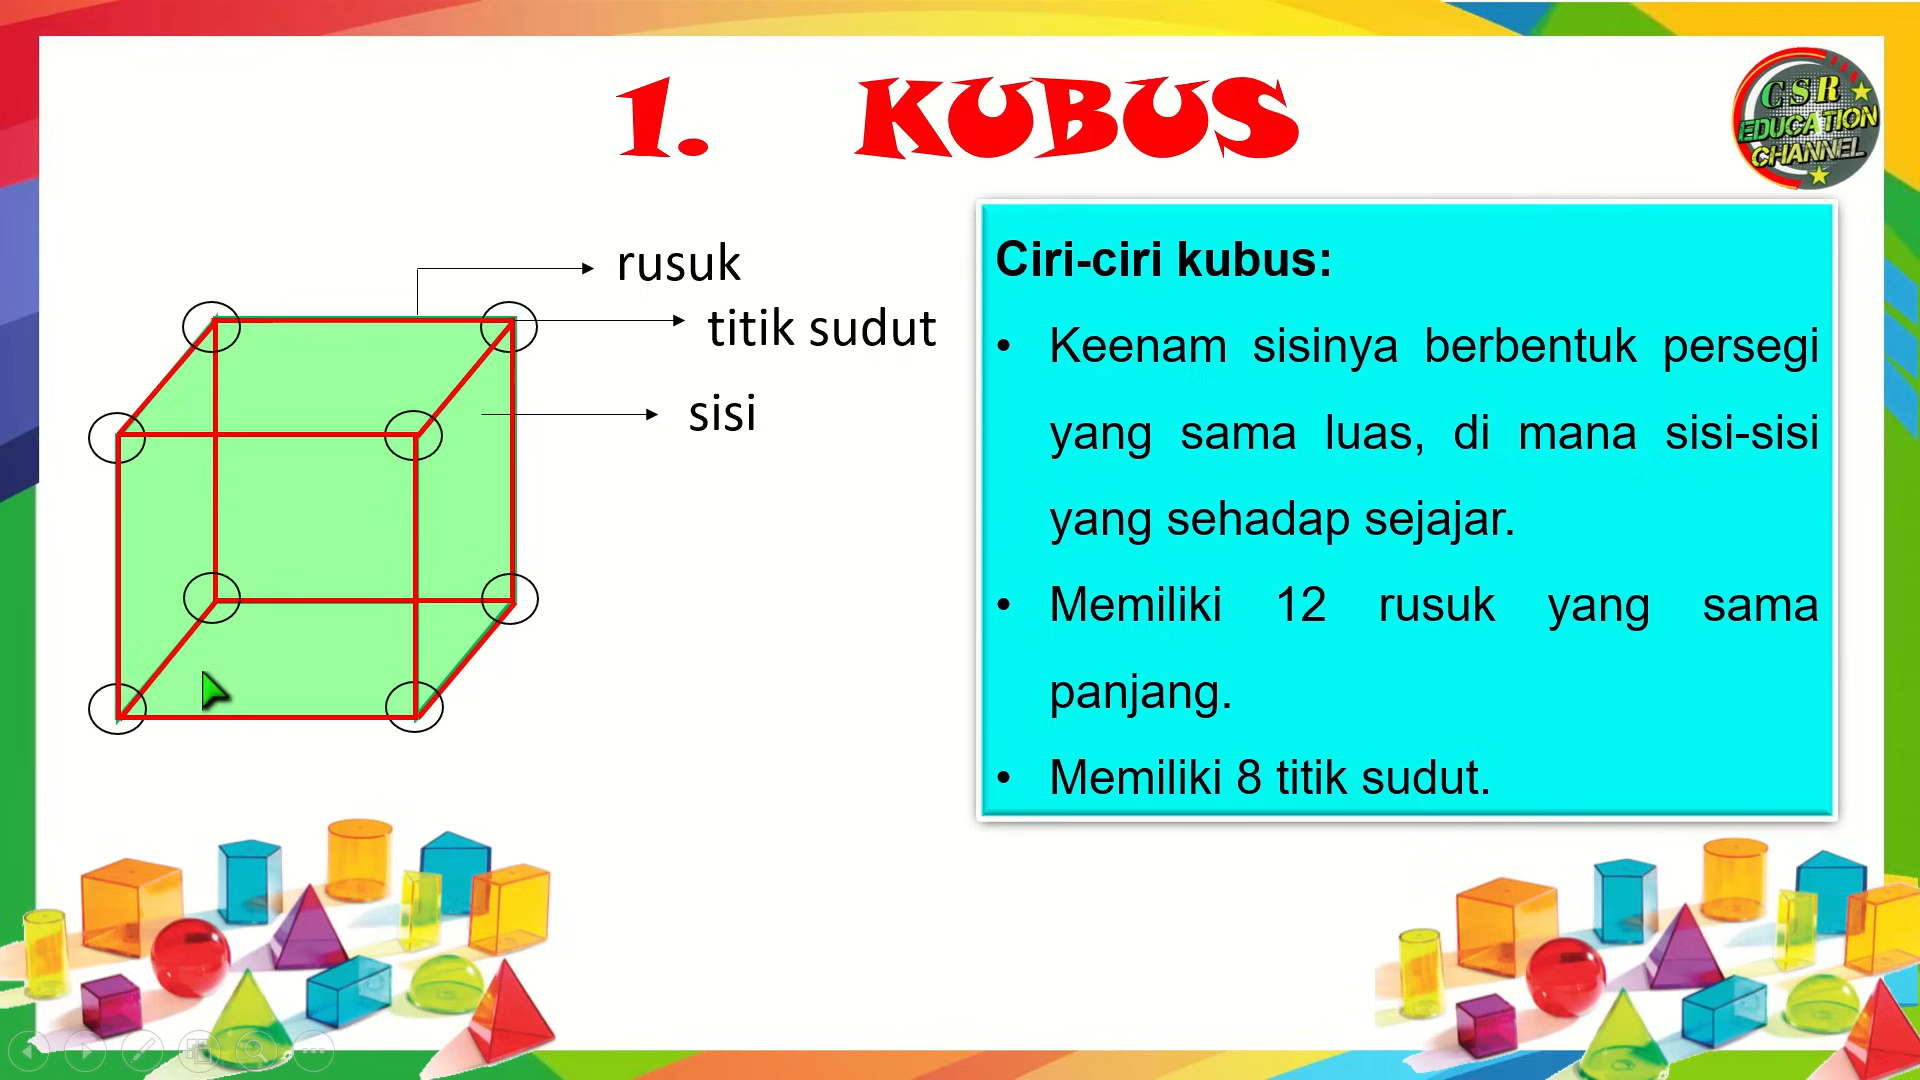 1. KUBUS
CSR
EDUCATION
CHANNEL
rusuk
titik sudut
sisi
Ciri-ciri kubus:
• Keenam sisinya berbentuk persegi
yang sama luas, di mana sisi-sisi
yang sehadap sejajar.
• Memiliki 12 rusuk yang sama
panjang.
• Memiliki 8 titik sudut.